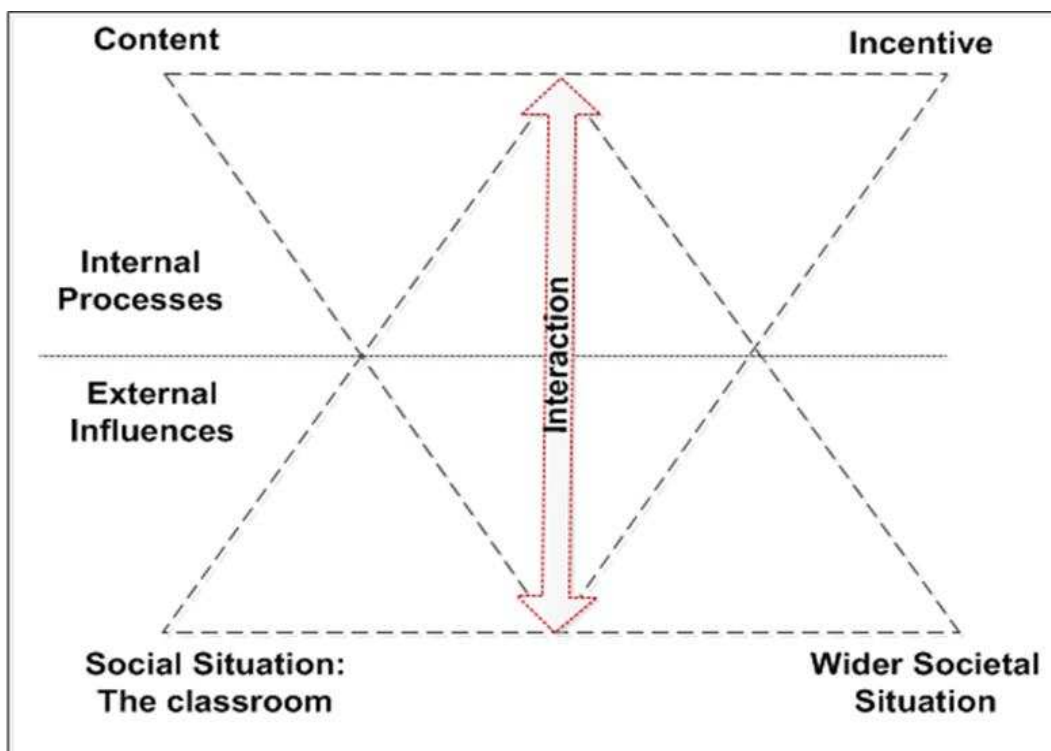 Content
Incentive
Internal
Processes
Interaction
External
Influences
Social Situation:
The classroom
Wider Societal
Situation